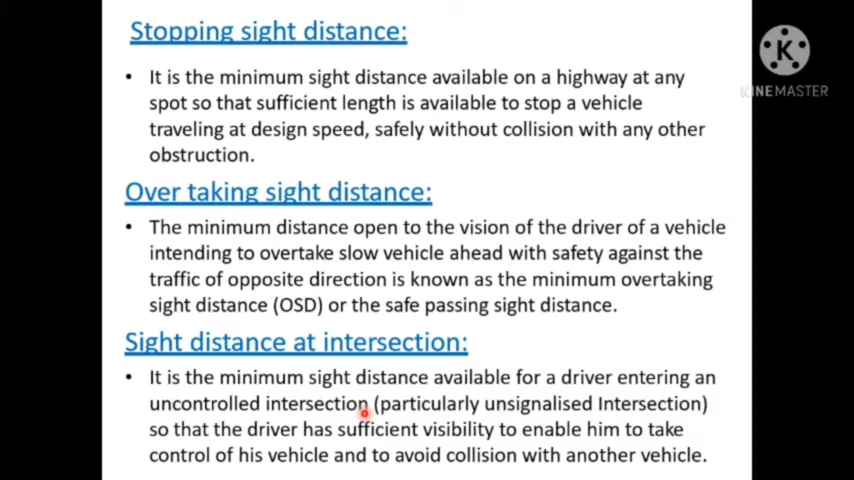 Stopping sight distance:
• It is the minimum sight distance available on a highway at any
spot so that sufficient length is available to stop a vehicle
traveling at design speed, safely without collision with any other
obstruction.
Over taking sight distance:
• The minimum distance open to the vision of the driver of a vehicle
intending to overtake slow vehicle ahead with safety against the
traffic of opposite direction is known as the minimum overtaking
sight distance (OSD) or the safe passing sight distance.
Sight distance at intersection:
• It is the minimum sight distance available for a driver entering an
uncontrolled intersection (particularly unsignalised Intersection)
so that the driver has sufficient visibility to enable him to take
control of his vehicle and to avoid collision with another vehicle.
K
KINEMASTER